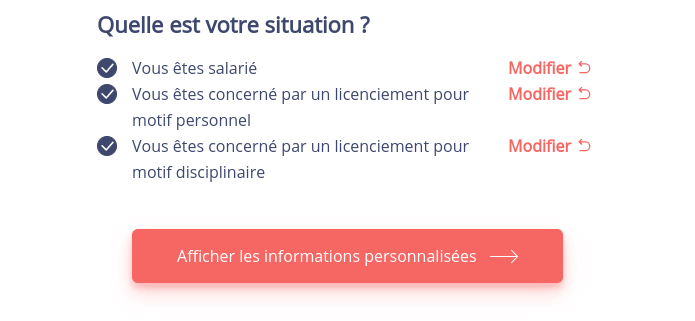 Quelle est votre situation ?
Vous êtes salarié Modifier
Vous êtes concerné par un licenciement pour Modifier
motif personnel
Vous êtes concerné par un licenciement pour Modifier
motif disciplinaire
Afficher les informations personnalisées